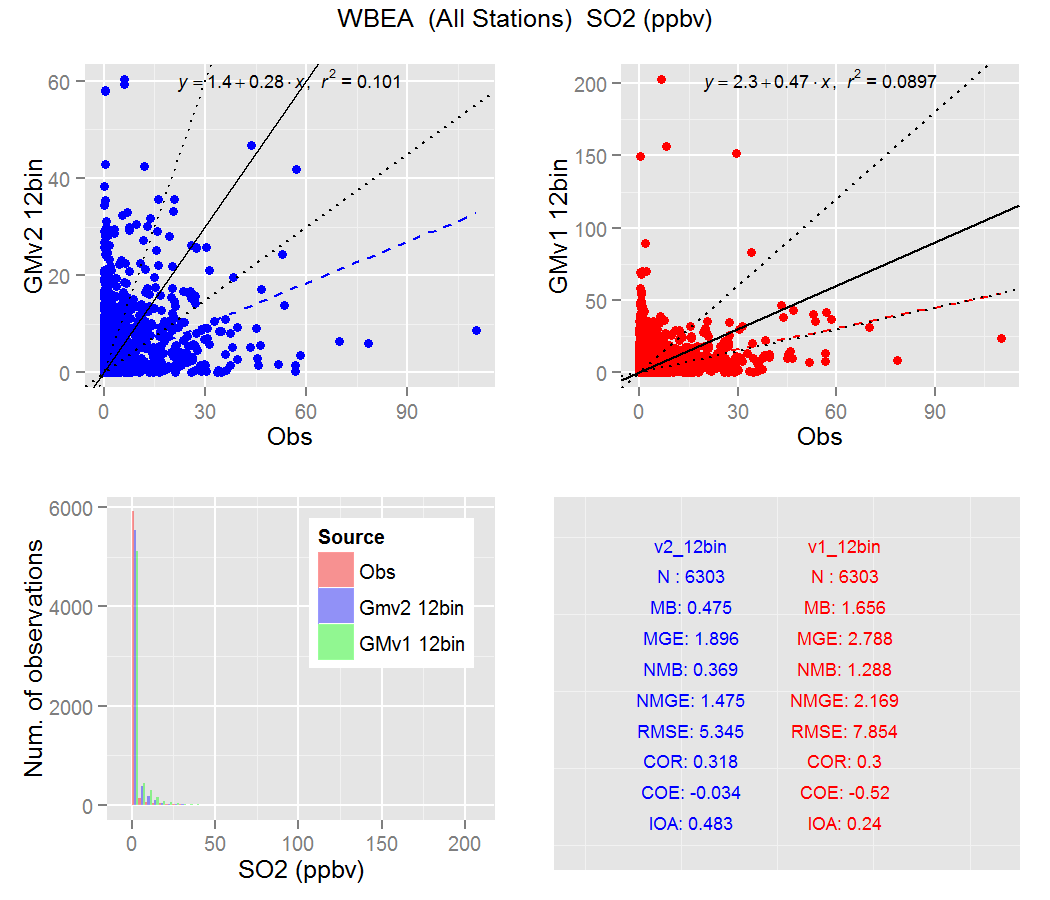 WBEA (All Stations) SO2 (ppbv)
y = 1.4 + 0.28 · x, r² = 0.101
60
40
20
0
GMv2 12bin
0 30 60 90
Obs
y = 2.3 + 0.47 · x, r² = 0.0897
200
150
100
50
0
GMv1 12bin
0 30 60 90
Obs
6000
4000
2000
0
Num. of observations
Source
Obs
Gmv2 12bin
GMv1 12bin
0 50 100 150 200
SO2 (ppbv)
v2_12bin v1_12bin
N : 6303 N : 6303
MB: 0.475 MB: 1.656
MGE: 1.896 MGE: 2.788
NMB: 0.369 NMB: 1.288
NMGE: 1.475 NMGE: 2.169
RMSE: 5.345 RMSE: 7.854
COR: 0.318 COR: 0.3
COE: -0.034 COE: -0.52
IOA: 0.483 IOA: 0.24